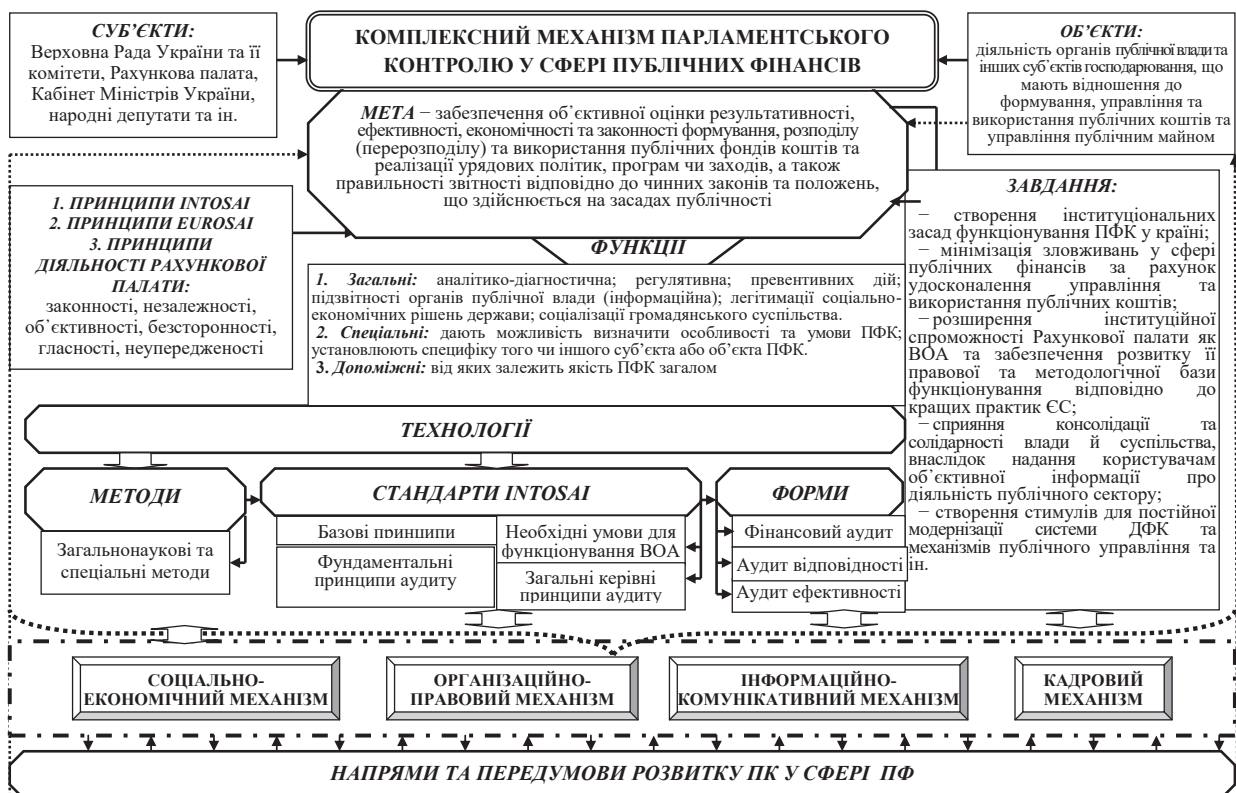 СУБ’ЄКТИ:
Верховна Рада України та її
комітети, Рахункова палата,
Кабінет Міністрів України,
народні депутати та ін.
КОМПЛЕКСНИЙ МЕХАНІЗМ ПАРЛАМЕНТСЬКОГО
КОНТРОЛЮ У СФЕРІ ПУБЛІЧНИХ ФІНАНСІВ
ОБ’ЄКТИ:
діяльність органів публічної влади та
інших суб’єктів господарювання, що
мають відношення до
формування, управління та
використання публічних коштів та
управління публічним майном
МЕТА – забезпечення об’єктивної оцінки результативності,
ефективності, економічності та законності формування, розподілу
(перерозподілу) та використання публічних фондів коштів та
реалізації урядових політик, програм чи заходів, а також
правильності звітності відповідно до чинних законів та положень,
що здійснюється на засадах публічності
1. ПРИНЦИПИ INTOSAI
2. ПРИНЦИПИ EUROSAI
3. ПРИНЦИПИ
ДІЯЛЬНОСТІ РАХУНКОВОЇ
ПАЛАТИ:
законності, незалежності,
об’єктивності, безсторонності,
гласності, неупередженості
ФУНКЦІЇ
1. Загальні: аналітико-діагностична; регулятивна; превентивних дій;
підзвітності органів публічної влади (інформаційна); легітимації соціально-
економічних рішень держави; соціалізації громадянського суспільства.
2. Спеціальні: дають можливість визначити особливості та умови ПФК;
установлюють специфіку того чи іншого суб’єкта або об’єкта ПФК.
3. Допоміжні: від яких залежить якість ПФК загалом
ЗАВДАННЯ:
– створення інституціональних
засад функціонування ПФК у країні;
– мінімізація зловживань у сфері
публічних фінансів за рахунок
удосконалення управління та
використання публічних коштів;
– розширення інституційної
спроможності Рахункової палати як
ВОА та забезпечення розвитку її
правової та методологічної бази
функціонування відповідно до
кращих практик ЄС;
– сприяння консолідації та
солідарності влади й суспільства,
внаслідок надання користувачам
об’єктивної інформації про
діяльність публічного сектору;
– створення стимулів для постійної
модернізації системи ДФК та
механізмів публічного управління та
ін.
ТЕХНОЛОГІЇ
МЕТОДИ
Загальнонаукові та
спеціальні методи
СТАНДАРТИ INTOSAI
Базові принципи
Фундаментальні
принципи аудиту
Необхідні умови для
функціонування ВОА
Загальні керівні
принципи аудиту
ФОРМИ
Фінансовий аудит
Аудит відповідності
Аудит ефективності
СОЦІАЛЬНО-
ЕКОНОМІЧНИЙ МЕХАНІЗМ
ОРГАНІЗАЦІЙНО-
ПРАВОВИЙ МЕХАНІЗМ
ІНФОРМАЦІЙНО-
КОМУНІКАТИВНИЙ МЕХАНІЗМ
КАДРОВИЙ
МЕХАНІЗМ
НАПРЯМИ ТА ПЕРЕДУМОВИ РОЗВИТКУ ПК У СФЕРІ ПФ